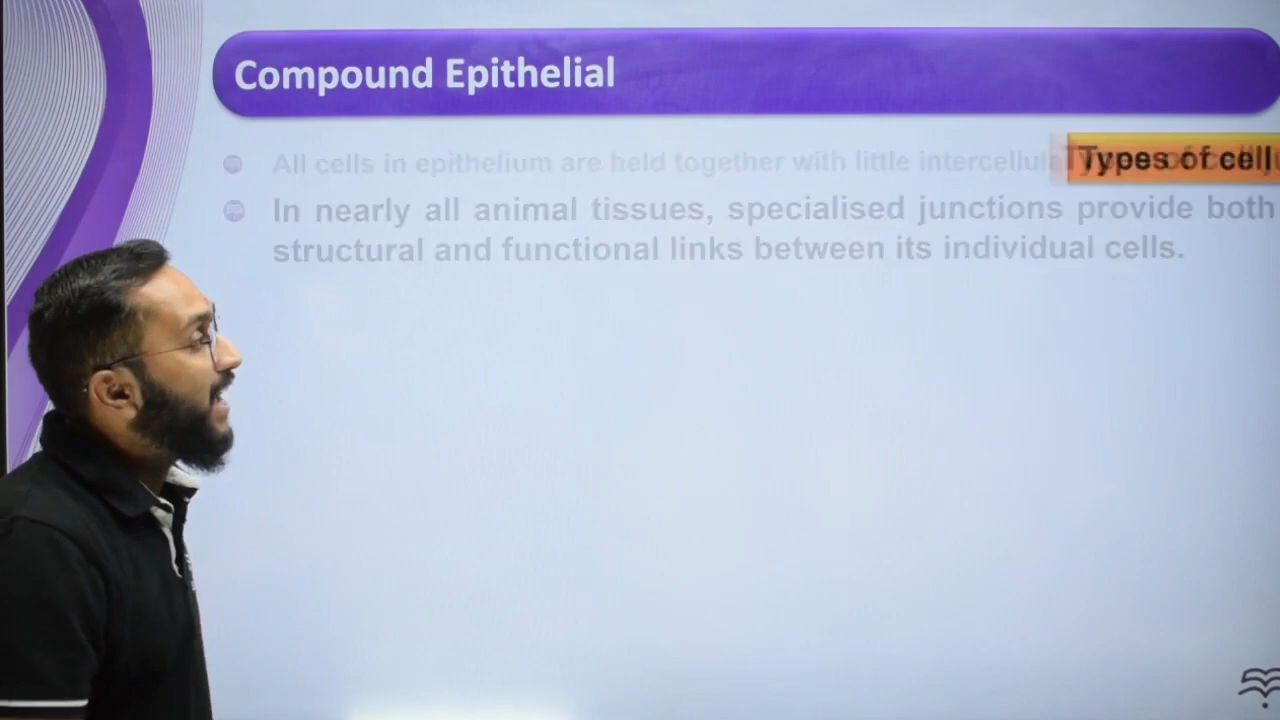 Compound Epithelial
All cells in epithelium are held together with little
Types of cell
In nearly all animal tissues, specialised junctions provide both
structural and functional links between its individual cells.